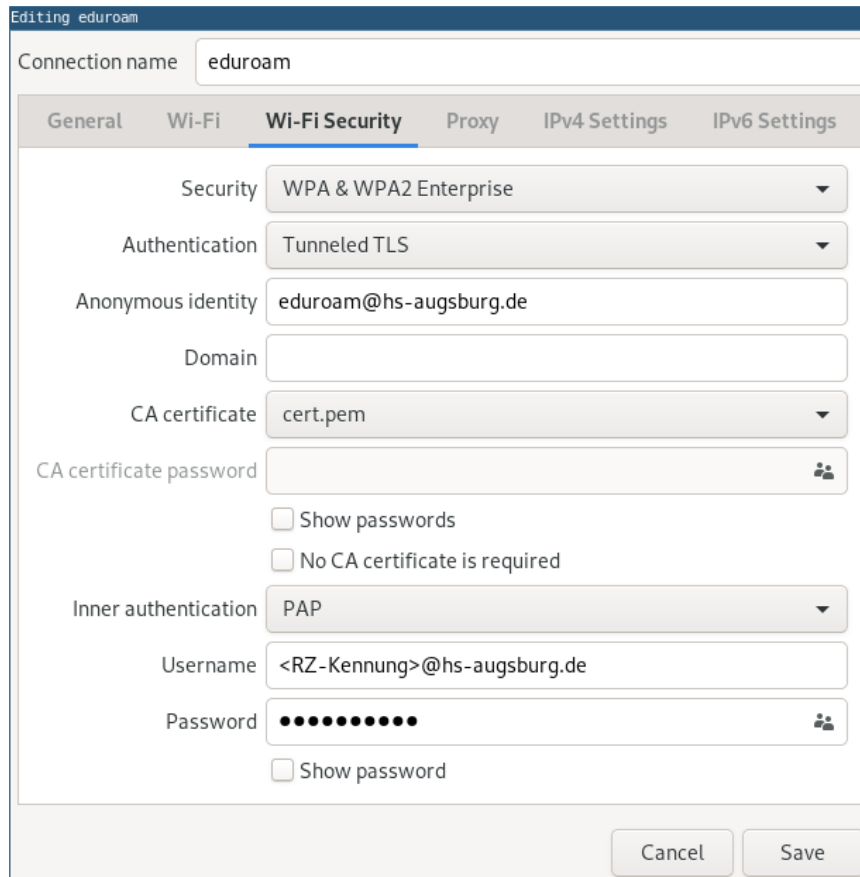 Editing eduroam
Connection name eduroam
General Wi-Fi Wi-Fi Security Proxy IPv4 Settings IPv6 Settings
Security WPA & WPA2 Enterprise
Authentication Tunneled TLS
Anonymous identity eduroam@hs-augsburg.de
Domain
CA certificate cert.pem
CA certificate password
Show passwords
No CA certificate is required
Inner authentication PAP
Username <RZ-Kennung>@hs-augsburg.de
Password ●●●●●●●●●●
Show password
Cancel Save